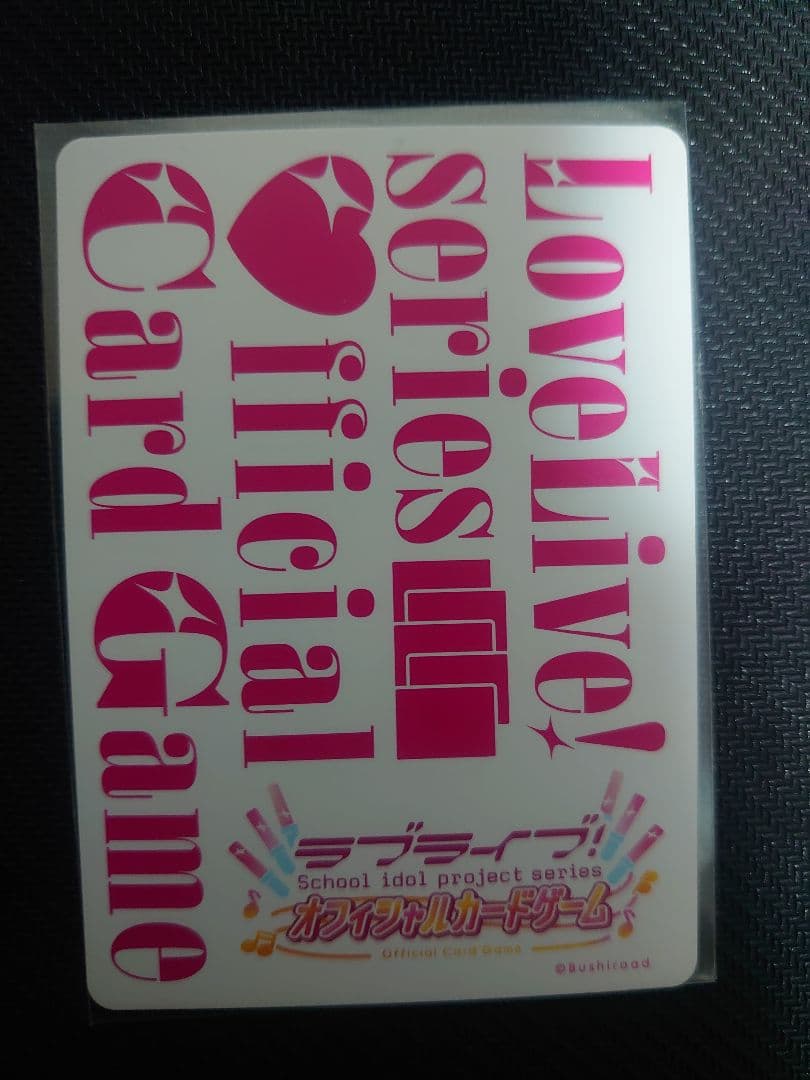 LoveLive!
series
♥fficial
Card Game
ラブライブ!
School idol project series
オフィシャルカードゲーム
Official Card Game
©Bushiroad